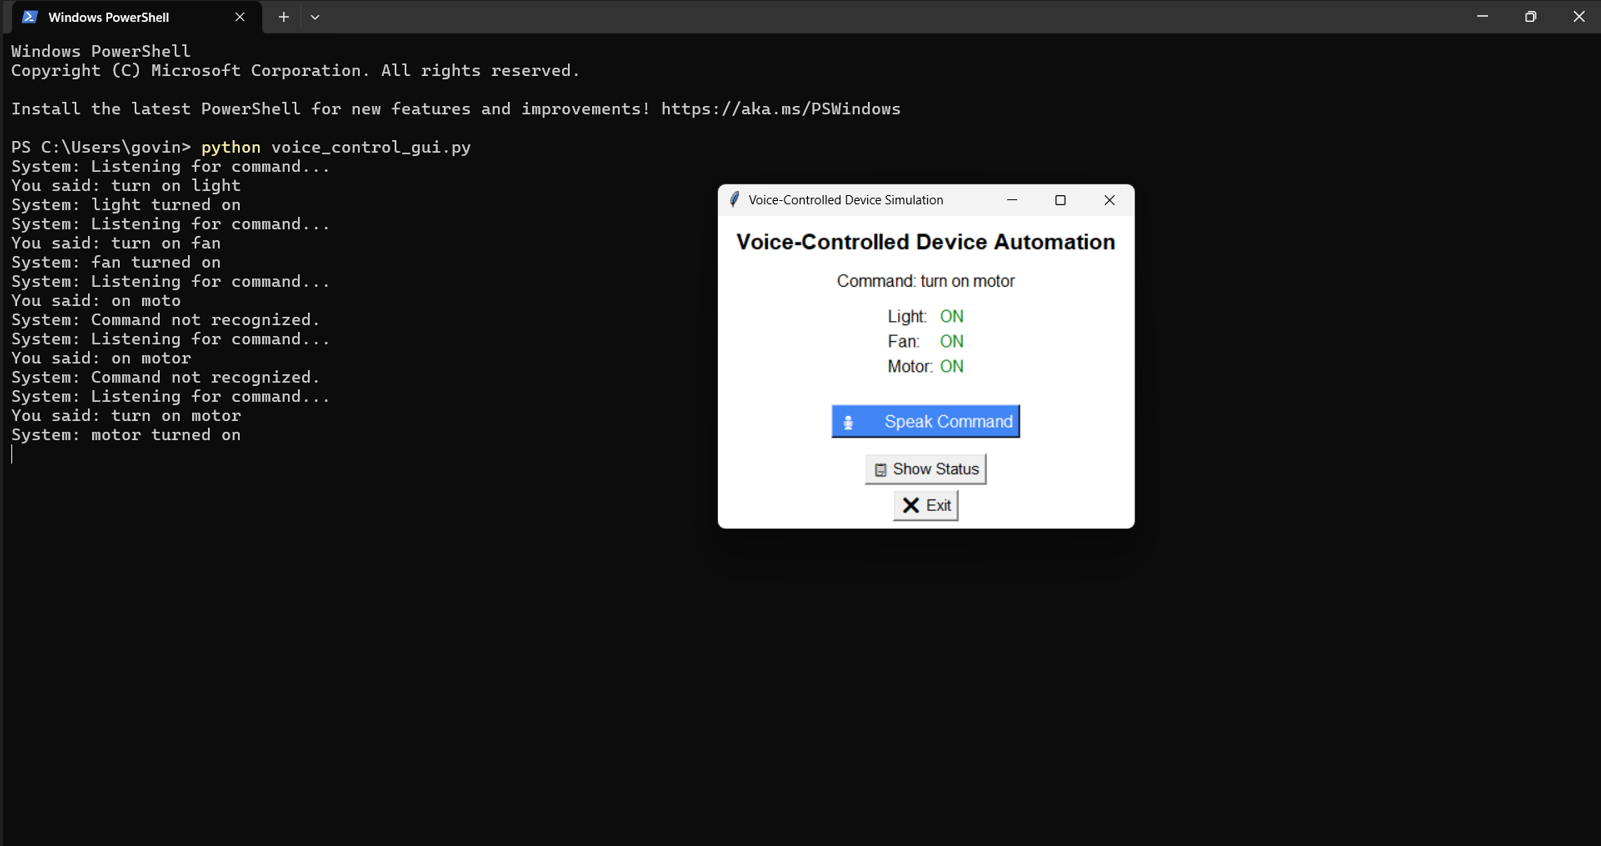 Windows PowerShell
Windows PowerShell
Copyright (C) Microsoft Corporation. All rights reserved.
Install the latest PowerShell for new features and improvements! https://aka.ms/PSWindows
PS C:\Users\govin> python voice_control_gui.py
System: Listening for command...
You said: turn on light
System: light turned on
System: Listening for command...
You said: turn on fan
System: fan turned on
System: Listening for command...
You said: on moto
System: Command not recognized.
System: Listening for command...
You said: on motor
System: Command not recognized.
System: Listening for command...
You said: turn on motor
System: motor turned on
Voice-Controlled Device Simulation
Voice-Controlled Device Automation
Command: turn on motor
Light: ON
Fan: ON
Motor: ON
Speak Command
Show Status
Exit